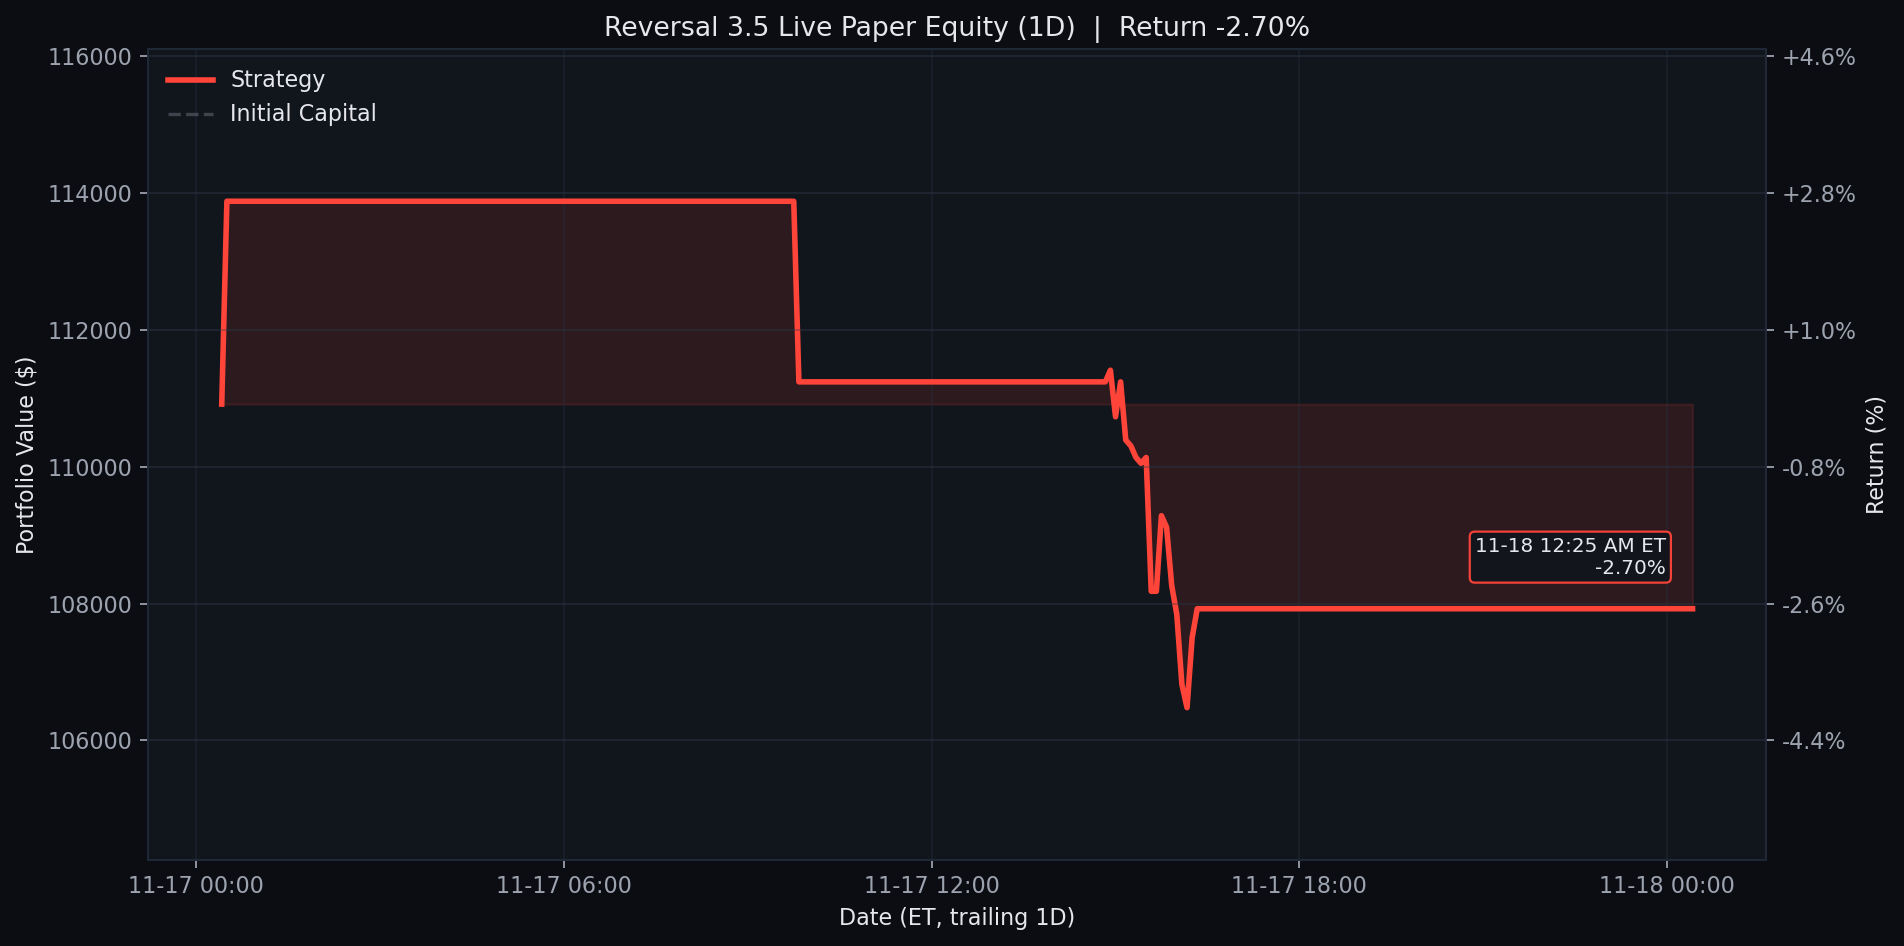 Reversal 3.5 Live Paper Equity (1D)  |  Return -2.70%
Strategy
Initial Capital
116000
114000
112000
110000
108000
106000
Portfolio Value ($)
+4.6%
+2.8%
+1.0%
-0.8%
-2.6%
-4.4%
Return (%)
11-18 12:25 AM ET
-2.70%
11-17 00:00
11-17 06:00
11-17 12:00
11-17 18:00
11-18 00:00
Date (ET, trailing 1D)